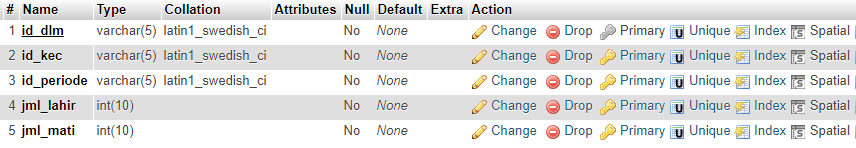 # Name Type Collation Attributes Null Default Extra Action
1 id_dlm varchar(5) latin1_swedish_ci No None Change Drop Primary U Unique Index S Spatial
2 id_kec varchar(5) latin1_swedish_ci No None Change Drop Primary U Unique Index S Spatial
3 id_periode varchar(5) latin1_swedish_ci No None Change Drop Primary U Unique Index S Spatial
4 jml_lahir int(10) No None Change Drop Primary U Unique Index S Spatial
5 jml_mati int(10) No None Change Drop Primary U Unique Index S Spatial